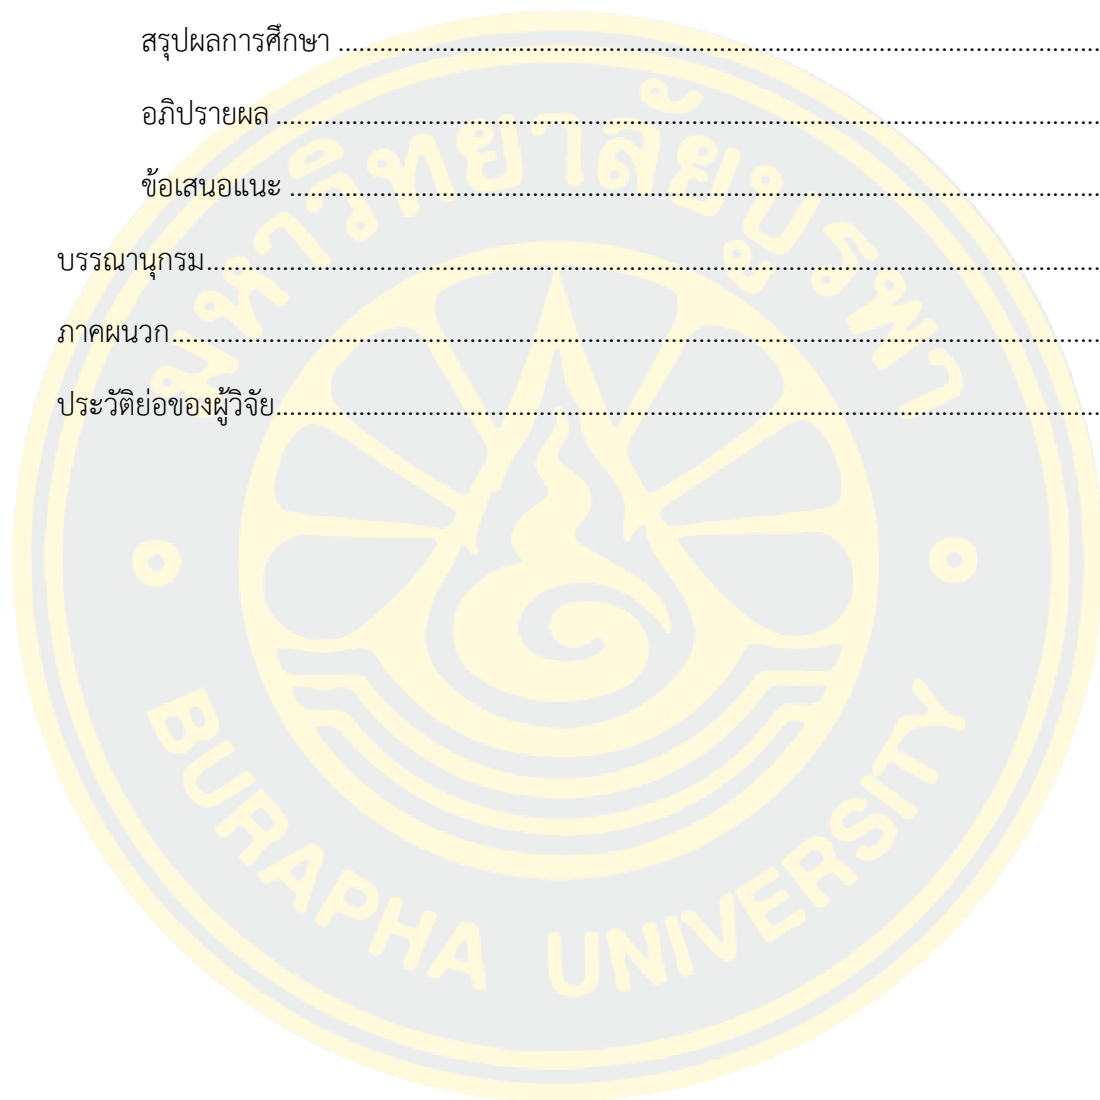 สรุปผลการศึกษา ........................................................................................................
อภิปรายผล ........................................................................................................
ข้อเสนอแนะ ........................................................................................................
บรรณานุกรม........................................................................................................
ภาคผนวก........................................................................................................
ประวัติย่อของผู้วิจัย........................................................................................................
มหาวิทยาลัยบูรพา
BURAPHA UNIVERSITY